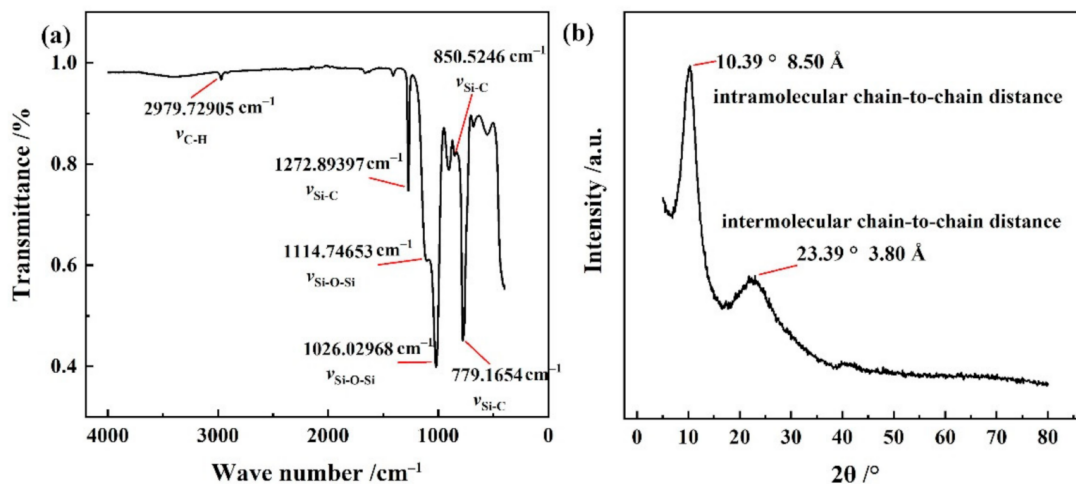 (a)
850.5246 cm⁻¹
νSi-C
2979.72905 cm⁻¹
νC-H
1272.89397 cm⁻¹
νSi-C
1114.74653 cm⁻¹
νSi-O-Si
1026.02968 cm⁻¹
νSi-O-Si
779.1654 cm⁻¹
νSi-C
1.0
0.8
0.6
0.4
Transmittance /%
4000 3000 2000 1000 0
Wave number /cm⁻¹
(b)
10.39 ° 8.50 Å
intramolecular chain-to-chain distance
intermolecular chain-to-chain distance
23.39 ° 3.80 Å
Intensity /a.u.
0 10 20 30 40 50 60 70 80
2θ /°